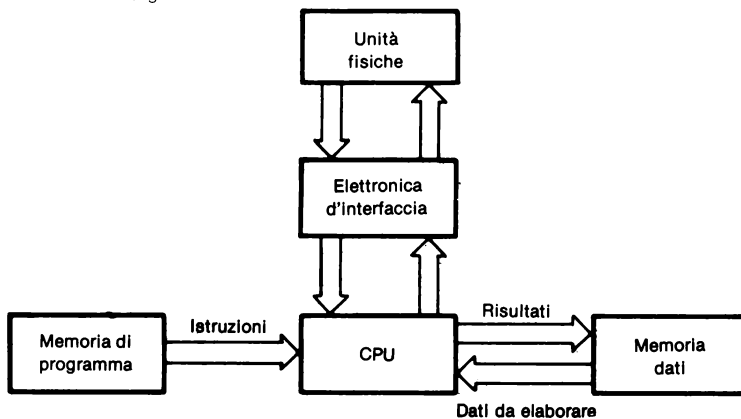 Unità
fisiche
Elettronica
d'interfaccia
Istruzioni
Risultati
Memoria di
programma
CPU
Memoria
dati
Dati da elaborare